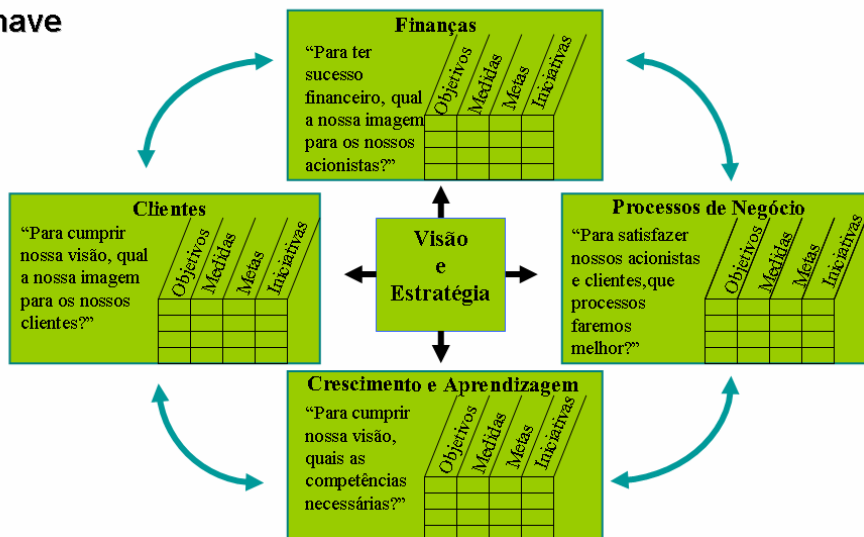 have
Finanças
“Para ter
sucesso
financeiro, qual
a nossa imagem
para os nossos
acionistas?”
Objetivos
Medidas
Metas
Iniciativas
Clientes
“Para cumprir
nossa visão, qual
a nossa imagem
para os nossos
clientes?”
Objetivos
Medidas
Metas
Iniciativas
Visão
e
Estratégia
Processos de Negócio
“Para satisfazer
nossos acionistas
e clientes,que
processos
faremos
melhor?”
Objetivos
Medidas
Metas
Iniciativas
Crescimento e Aprendizagem
“Para cumprir
nossa visão,
quais as
competências
necessárias?”
Objetivos
Medidas
Metas
Iniciativas